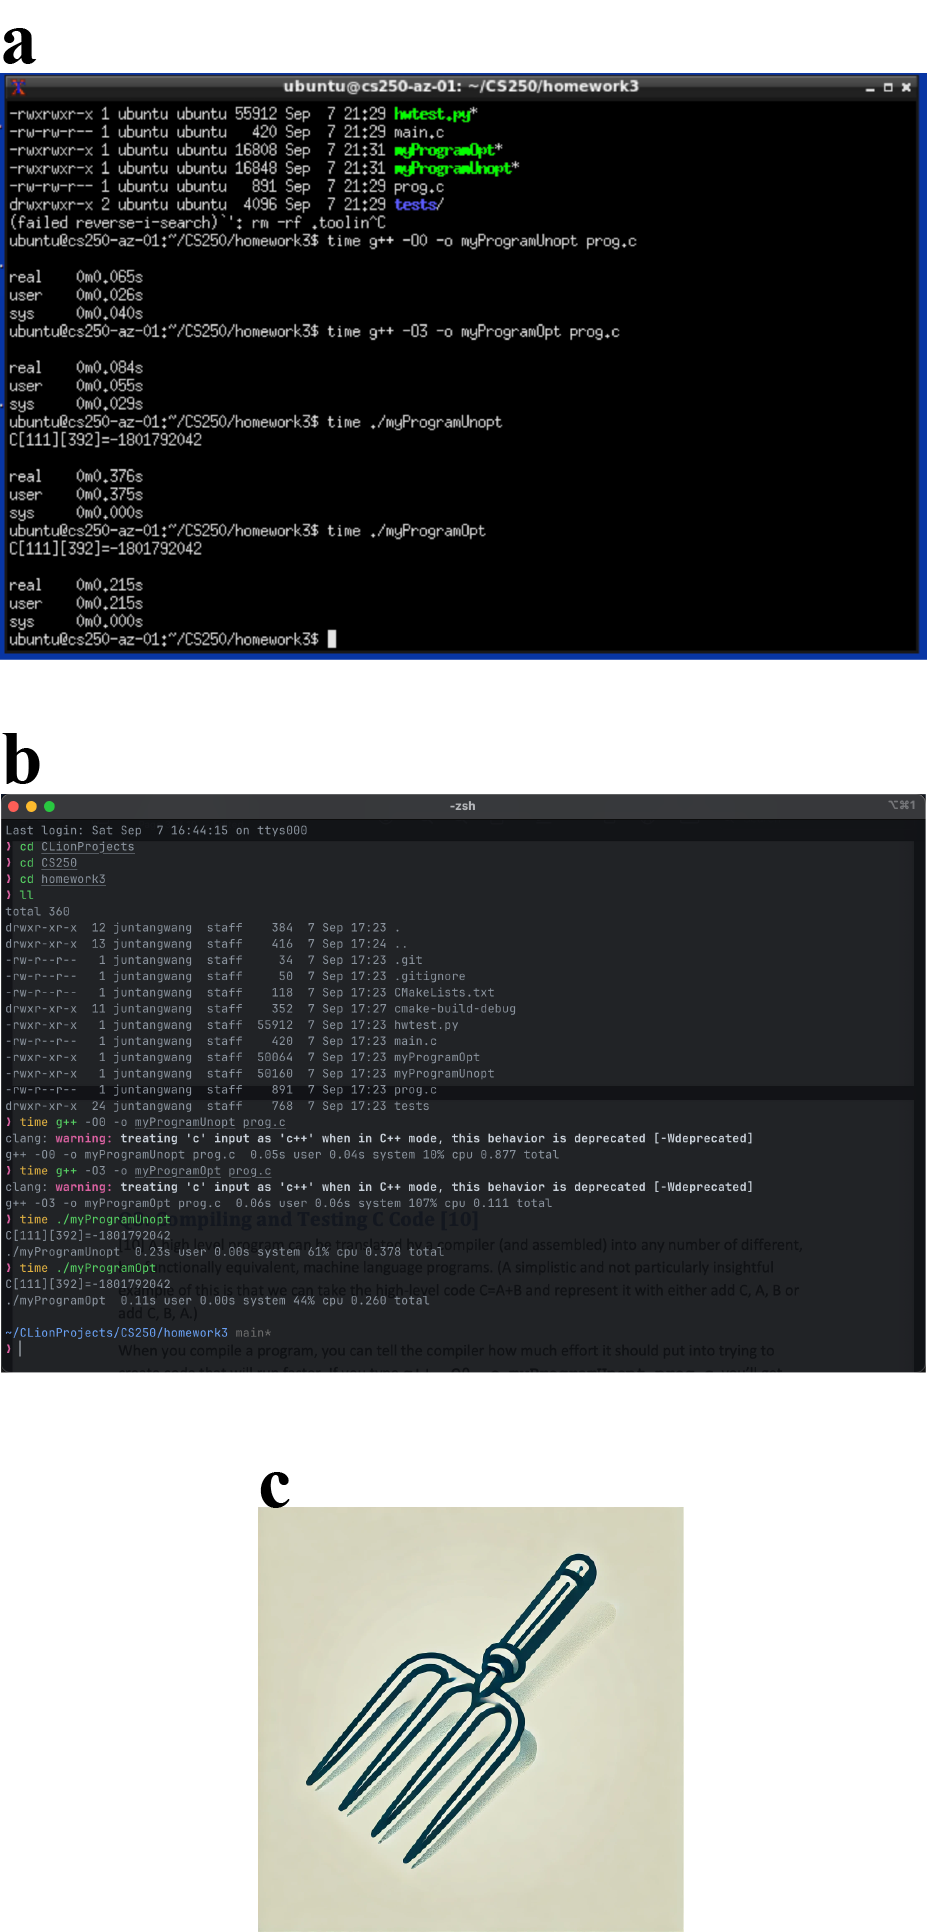 a
ubuntu@cs250-az-01: ~/CS250/homework3
-rwxrwxr-x 1 ubuntu ubuntu 55912 Sep  7 21:29 hwtest.py*
-rw-rw-r-- 1 ubuntu ubuntu   420 Sep  7 21:29 main.c
-rwxrwxr-x 1 ubuntu ubuntu 16808 Sep  7 21:31 myProgramOpt*
-rwxrwxr-x 1 ubuntu ubuntu 16848 Sep  7 21:31 myProgramUnopt*
-rw-rw-r-- 1 ubuntu ubuntu   891 Sep  7 21:29 prog.c
drwxrwxr-x 2 ubuntu ubuntu  4096 Sep  7 21:29 tests/
(failed reverse-i-search)`': rm -rf .toolin^C
ubuntu@cs250-az-01:~/CS250/homework3$ time g++ -O0 -o myProgramUnopt prog.c
real    0m0.065s
user    0m0.026s
sys     0m0.040s
ubuntu@cs250-az-01:~/CS250/homework3$ time g++ -O3 -o myProgramOpt prog.c
real    0m0.084s
user    0m0.055s
sys     0m0.029s
ubuntu@cs250-az-01:~/CS250/homework3$ time ./myProgramUnopt
C[111][392]=-1801792042
real    0m0.376s
user    0m0.375s
sys     0m0.000s
ubuntu@cs250-az-01:~/CS250/homework3$ time ./myProgramOpt
C[111][392]=-1801792042
real    0m0.215s
user    0m0.215s
sys     0m0.000s
ubuntu@cs250-az-01:~/CS250/homework3$
b
-zsh
⌥⌘1
Last login: Sat Sep  7 16:44:15 on ttys000
❯ cd CLionProjects
❯ cd CS250
❯ cd homework3
❯ ll
total 360
drwxr-xr-x  12 juntangwang  staff    384  7 Sep 17:23 .
drwxr-xr-x  13 juntangwang  staff    416  7 Sep 17:24 ..
-rw-r--r--   1 juntangwang  staff     34  7 Sep 17:23 .git
-rw-r--r--   1 juntangwang  staff     50  7 Sep 17:23 .gitignore
-rw-r--r--   1 juntangwang  staff    118  7 Sep 17:23 CMakeLists.txt
drwxr-xr-x  11 juntangwang  staff    352  7 Sep 17:27 cmake-build-debug
-rwxr-xr-x   1 juntangwang  staff  55912  7 Sep 17:23 hwtest.py
-rw-r--r--   1 juntangwang  staff    420  7 Sep 17:23 main.c
-rwxr-xr-x   1 juntangwang  staff  50064  7 Sep 17:23 myProgramOpt
-rwxr-xr-x   1 juntangwang  staff  50160  7 Sep 17:23 myProgramUnopt
-rw-r--r--   1 juntangwang  staff    891  7 Sep 17:23 prog.c
drwxr-xr-x  24 juntangwang  staff    768  7 Sep 17:23 tests
❯ time g++ -O0 -o myProgramUnopt prog.c
clang: warning: treating 'c' input as 'c++' when in C++ mode, this behavior is deprecated [-Wdeprecated]
g++ -O0 -o myProgramUnopt prog.c  0.05s user 0.04s system 10% cpu 0.877 total
❯ time g++ -O3 -o myProgramOpt prog.c
clang: warning: treating 'c' input as 'c++' when in C++ mode, this behavior is deprecated [-Wdeprecated]
g++ -O3 -o myProgramOpt prog.c  0.06s user 0.06s system 107% cpu 0.111 total
❯ time ./myProgramUnopt
Compiling and Testing C Code [10]
C[111][392]=-1801792042
[10] A high level program can be translated by a compiler (and assembled) into any number of different,
./myProgramUnopt  0.23s user 0.00s system 61% cpu 0.378 total
functionally equivalent, machine language programs. (A simplistic and not particularly insightful
❯ time ./myProgramOpt
C[111][392]=-1801792042
example of this is that we can take the high-level code C=A+B and represent it with either add C, A, B or
./myProgramOpt  0.11s user 0.00s system 44% cpu 0.260 total
add C, B, A.)
~/CLionProjects/CS250/homework3 main*
❯
When you compile a program, you can tell the compiler how much effort it should put into trying to
c